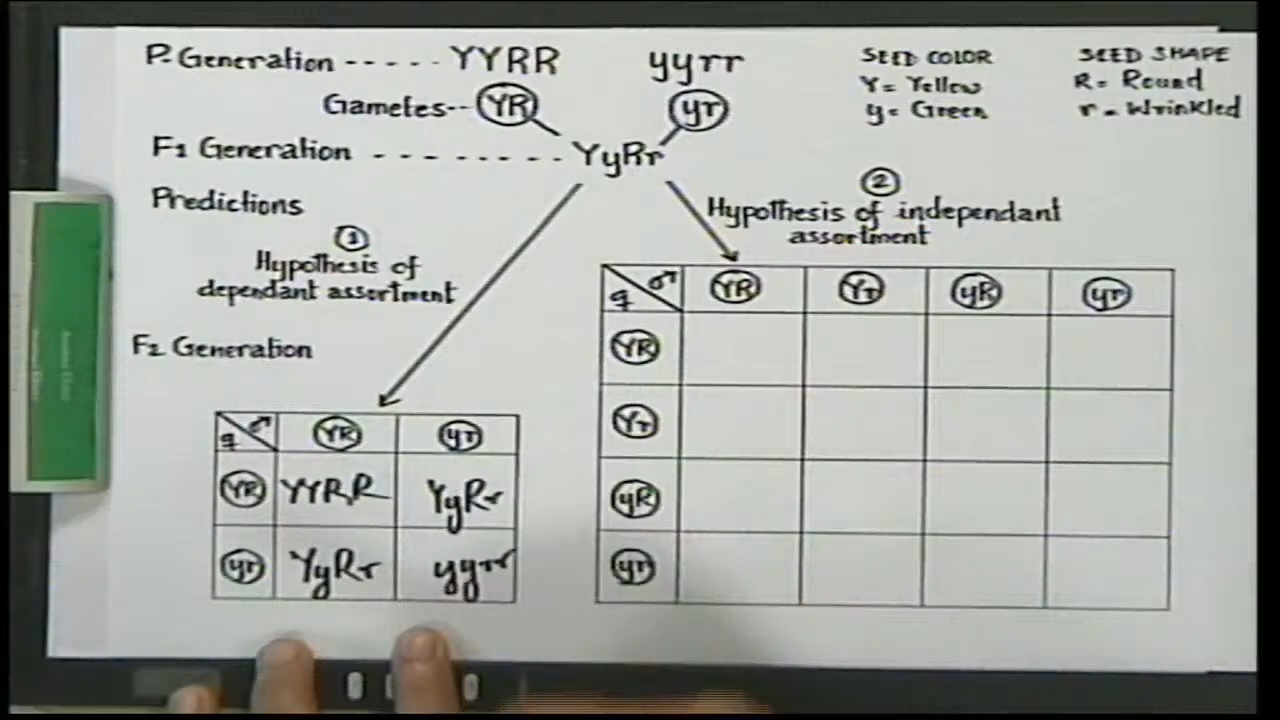 P-Generation ----- YYRR yyrr
SEED COLOR
Y = Yellow
y = Green
SEED SHAPE
R = Round
r = Wrinkled
Gametes-- YR yr
F1 Generation -------- YyRr
Predictions
1
Hypothesis of
dependant assortment
2
Hypothesis of independant
assortment
F2 Generation
♀ ♂ YR yr
YR YYRR YyRr
yr YyRr yyrr
♀ ♂ YR Yr yR yr
YR
Yr
yR
yr